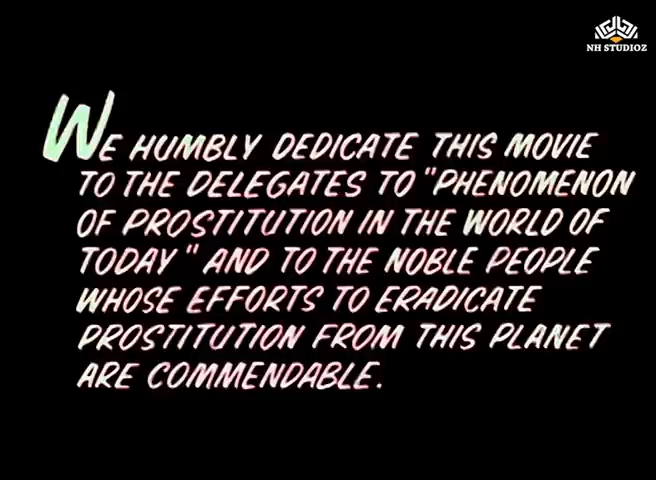 NH STUDIOZ
WE HUMBLY DEDICATE THIS MOVIE
TO THE DELEGATES TO "PHENOMENON
OF PROSTITUTION IN THE WORLD OF
TODAY" AND TO THE NOBLE PEOPLE
WHOSE EFFORTS TO ERADICATE
PROSTITUTION FROM THIS PLANET
ARE COMMENDABLE.